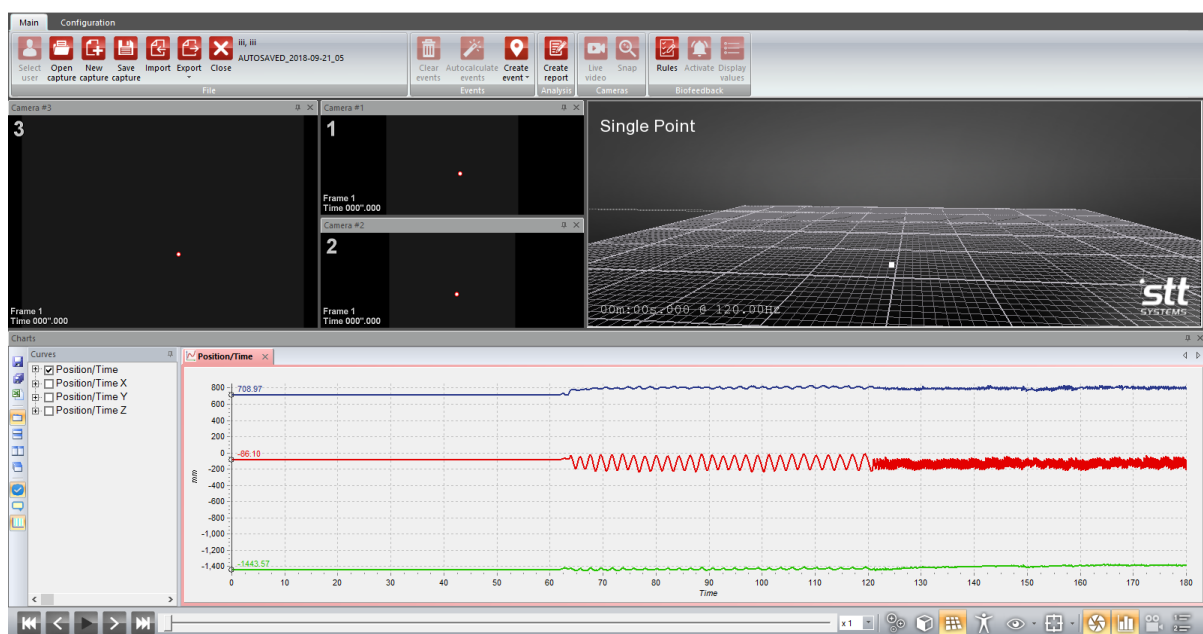 Main Configuration
iii, iii
AUTOSAVED_2018-09-21_05
Select user
Open capture
New capture
Save capture
Import
Export
Close
File
Clear events
Autocalculate events
Create event
Events
Create report
Analysis
Live video
Snap
Cameras
Rules
Activate
Display values
Biofeedback
Camera #3
3
Frame 1
Time 000".000
Camera #1
1
Frame 1
Time 000".000
Camera #2
2
Frame 1
Time 000".000
Single Point
00m:00s.000 @ 120.00Hz
stt
SYSTEMS
Charts
Curves
Position/Time
Position/Time X
Position/Time Y
Position/Time Z
Position/Time
mm
800
600
400
200
0
-200
-400
-600
-800
-1,000
-1,200
-1,400
708.97
-86.10
-1443.57
0 10 20 30 40 50 60 70 80 90 100 110 120 130 140 150 160 170 180
Time
x 1